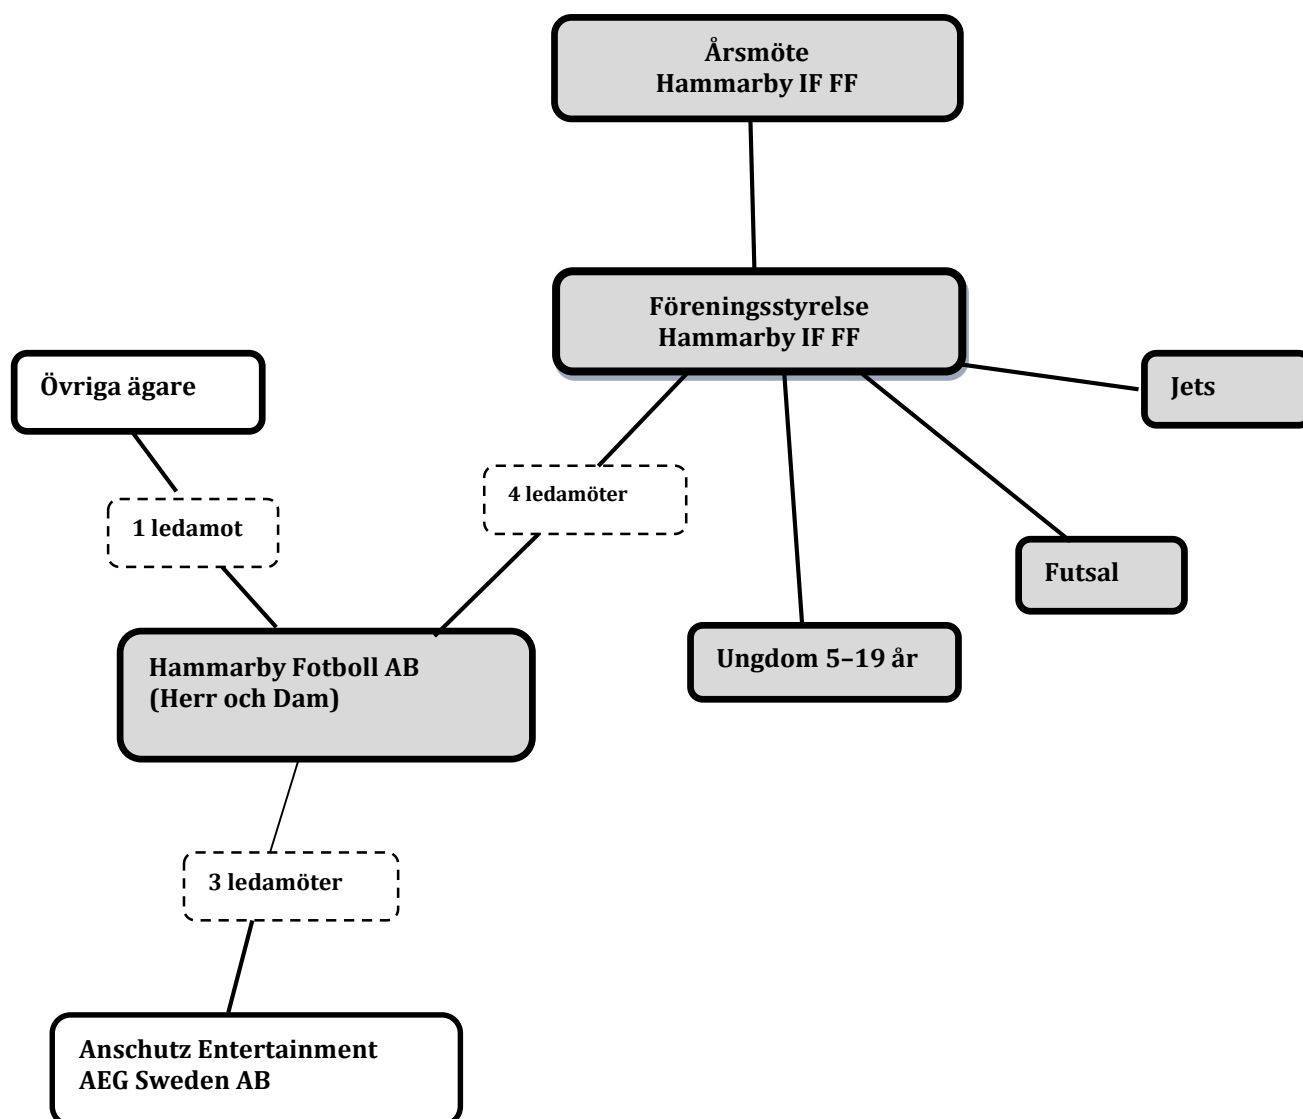 Årsmöte
Hammarby IF FF
Föreningsstyrelse
Hammarby IF FF
Övriga ägare
Jets
4 ledamöter
1 ledamot
Futsal
Ungdom 5–19 år
Hammarby Fotboll AB
(Herr och Dam)
3 ledamöter
Anschutz Entertainment
AEG Sweden AB